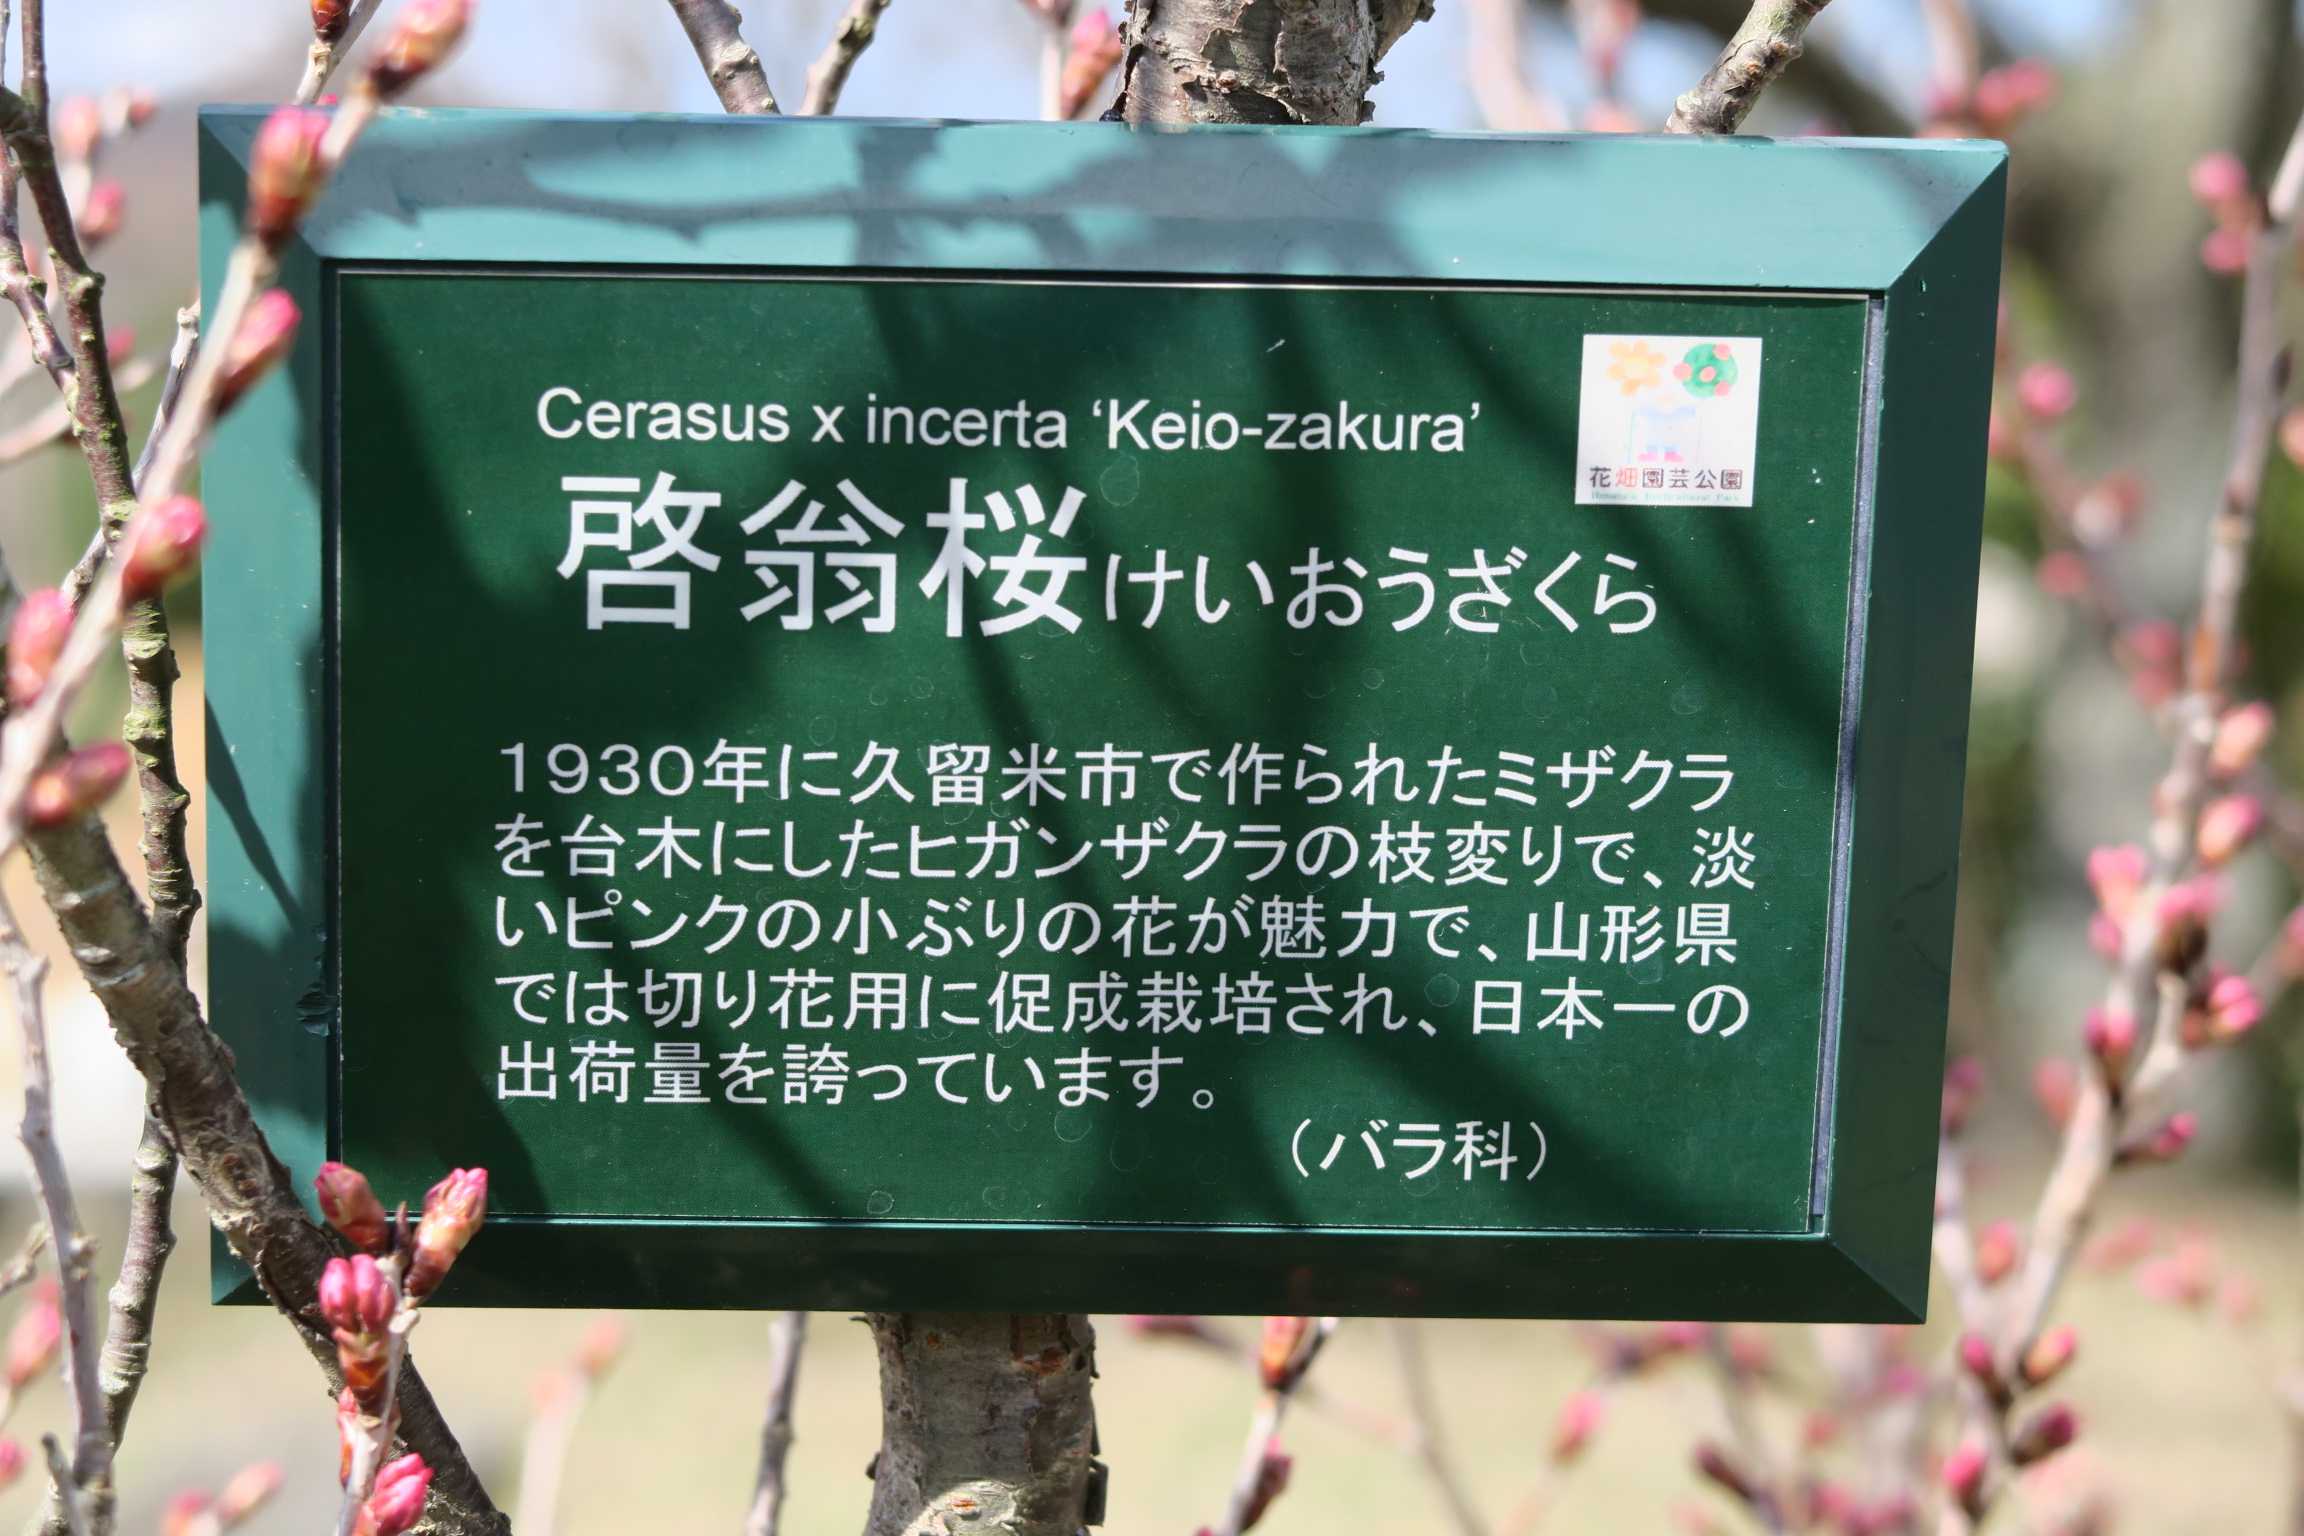 Cerasus x incerta ‘Keio-zakura’
花畑園芸公園
啓翁桜けいおうざくら
1930年に久留米市で作られたミザクラ
を台木にしたヒガンザクラの枝変りで、淡
いピンクの小ぶりの花が魅力で、山形県
では切り花用に促成栽培され、日本一の
出荷量を誇っています。
（バラ科）